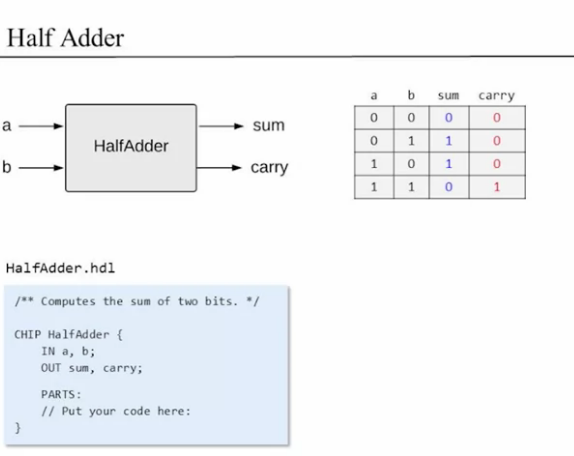 Half Adder
a
b
HalfAdder
sum
carry
a b sum carry
0 0 0 0
0 1 1 0
1 0 1 0
1 1 0 1
HalfAdder.hdl
/** Computes the sum of two bits. */
CHIP HalfAdder {
IN a, b;
OUT sum, carry;
PARTS:
// Put your code here:
}